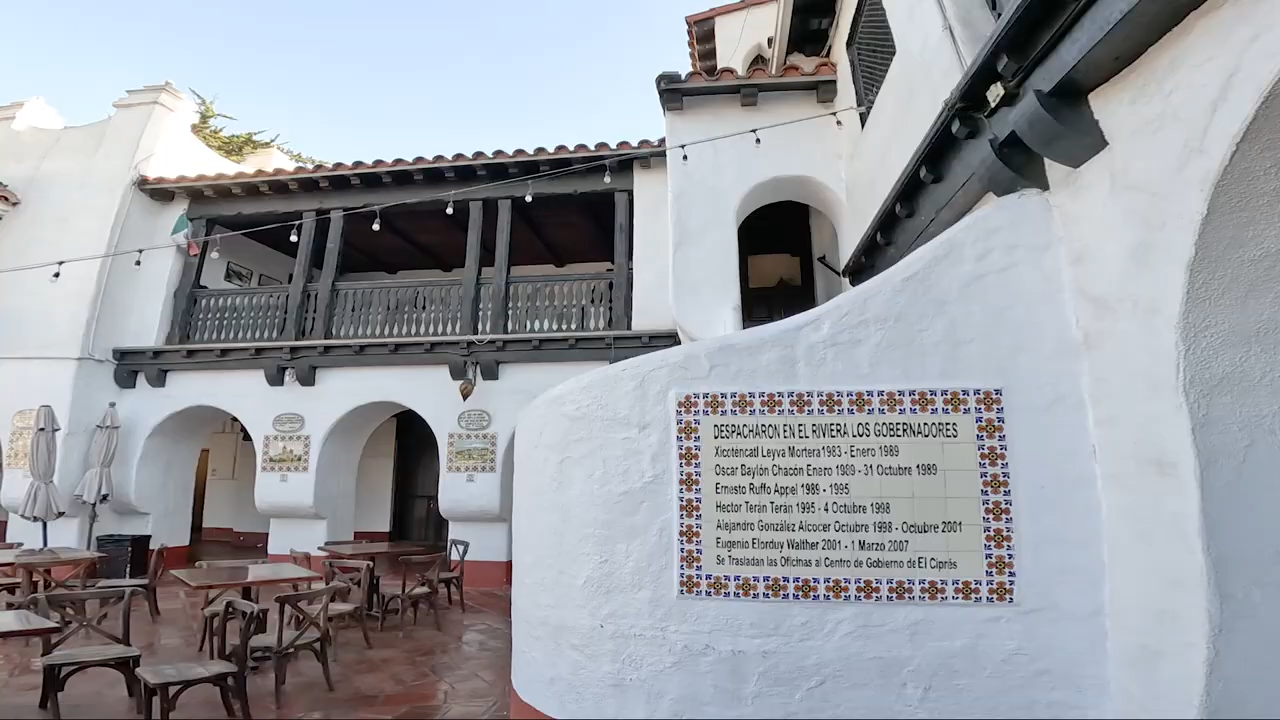 DESPACHARON EN EL RIVIERA LOS GOBERNADORES
Xicoténcatl Leyva Mortera 1983 - Enero 1989
Oscar Baylón Chacón Enero 1989 - 31 Octubre 1989
Ernesto Ruffo Appel 1989 - 1995
Hector Terán Terán 1995 - 4 Octubre 1998
Alejandro González Alcocer Octubre 1998 - Octubre 2001
Eugenio Elorduy Walther 2001 - 1 Marzo 2007
Se Trasladan las Oficinas al Centro de Gobierno de El Ciprés